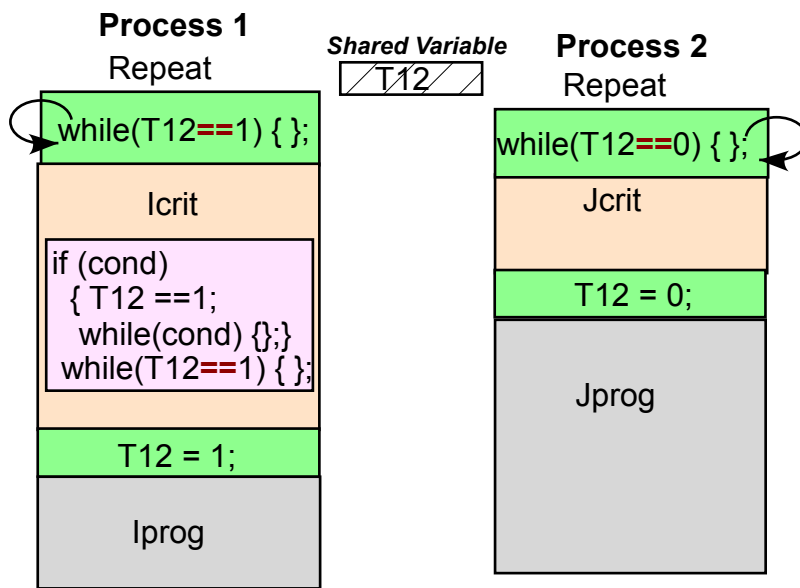 Process 1
Repeat
while(T12==1) { };
Icrit
if (cond)
{ T12 ==1;
while(cond) {};}
while(T12==1) { };
T12 = 1;
Iprog
Shared Variable
T12
Process 2
Repeat
while(T12==0) { };
Jcrit
T12 = 0;
Jprog